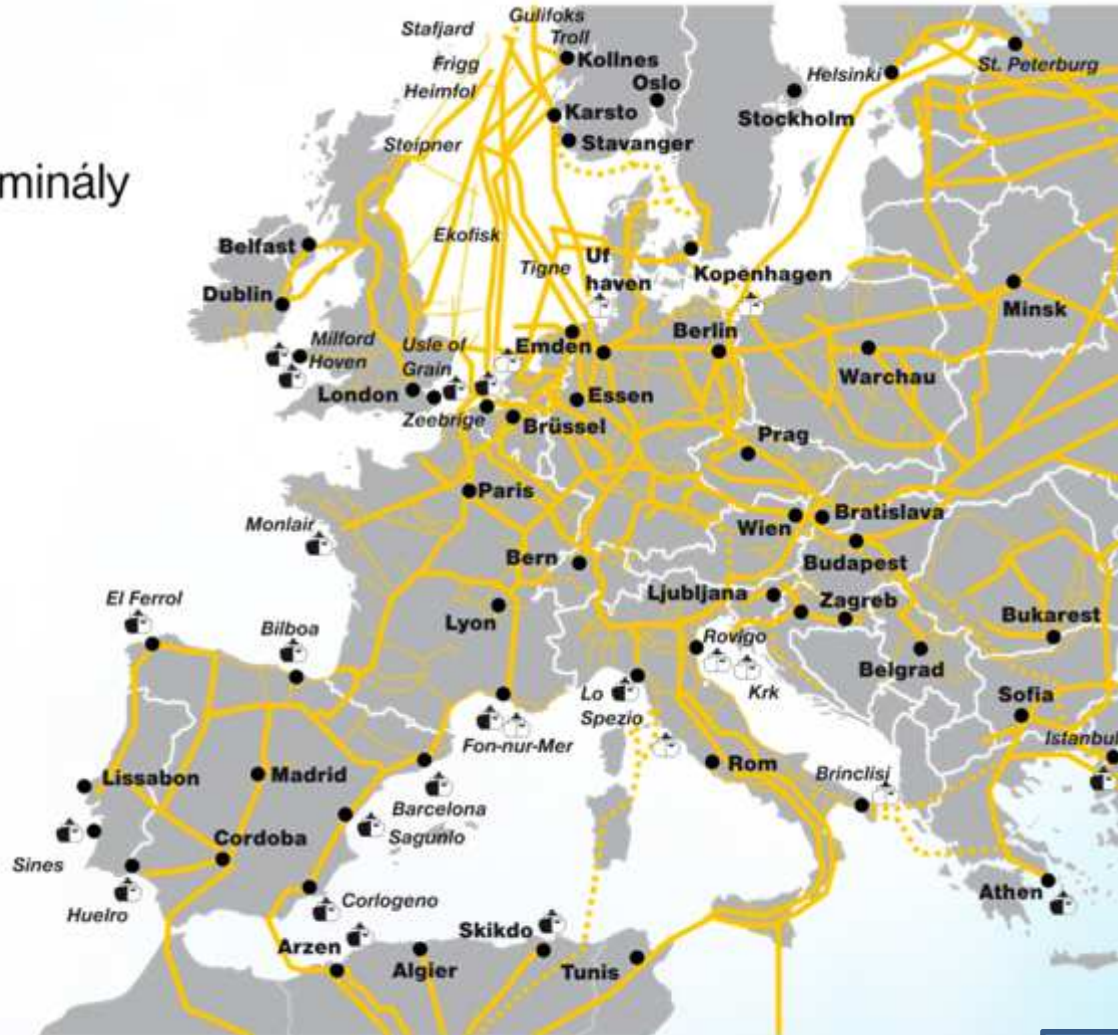 Gulifoks
Stafjard
Troll
Kollnes
Frigg
Helsinki
St. Peterburg
Heimfol
Oslo
Karsto
Stockholm
Stavanger
Steipner
minály
Ekofisk
Belfast
Uf
haven
Tigne
Kopenhagen
Dublin
Minsk
Milford
Hoven
Usle of
Grain
Emden
Berlin
Warchau
London
Essen
Zeebrige
Brüssel
Prag
Paris
Monlair
Wien
Bratislava
Bern
Budapest
Ljubljana
El Ferrol
Zagreb
Bukarest
Lyon
Bilboa
Rovigo
Belgrad
Krk
Lo
Spezio
Sofia
Fon-nur-Mer
Istanbul
Lissabon
Madrid
Rom
Brinclisi
Barcelona
Sagunlo
Cordoba
Sines
Athen
Corlogeno
Huelro
Skikdo
Arzen
Algier
Tunis